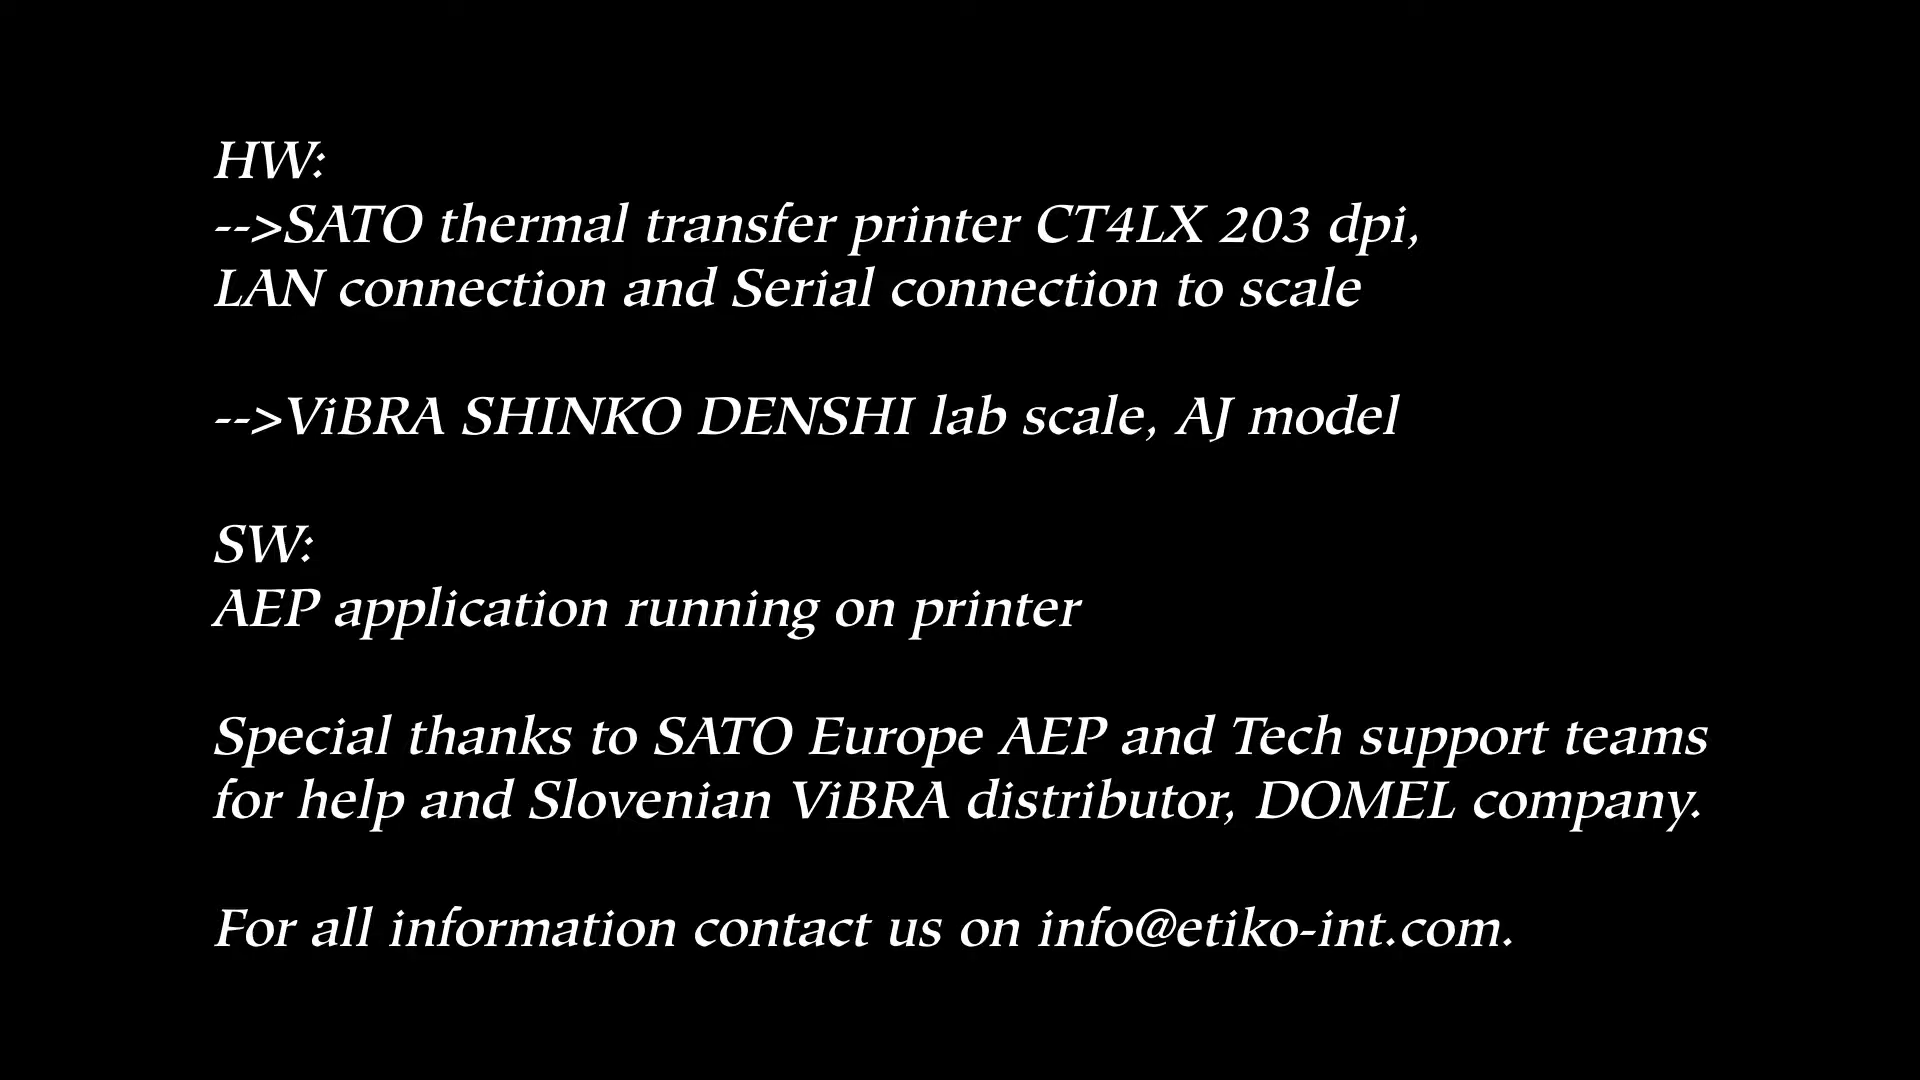 HW:
-->SATO thermal transfer printer CT4LX 203 dpi,
LAN connection and Serial connection to scale
-->ViBRA SHINKO DENSHI lab scale, AJ model
SW:
AEP application running on printer
Special thanks to SATO Europe AEP and Tech support teams
for help and Slovenian ViBRA distributor, DOMEL company.
For all information contact us on info@etiko-int.com.